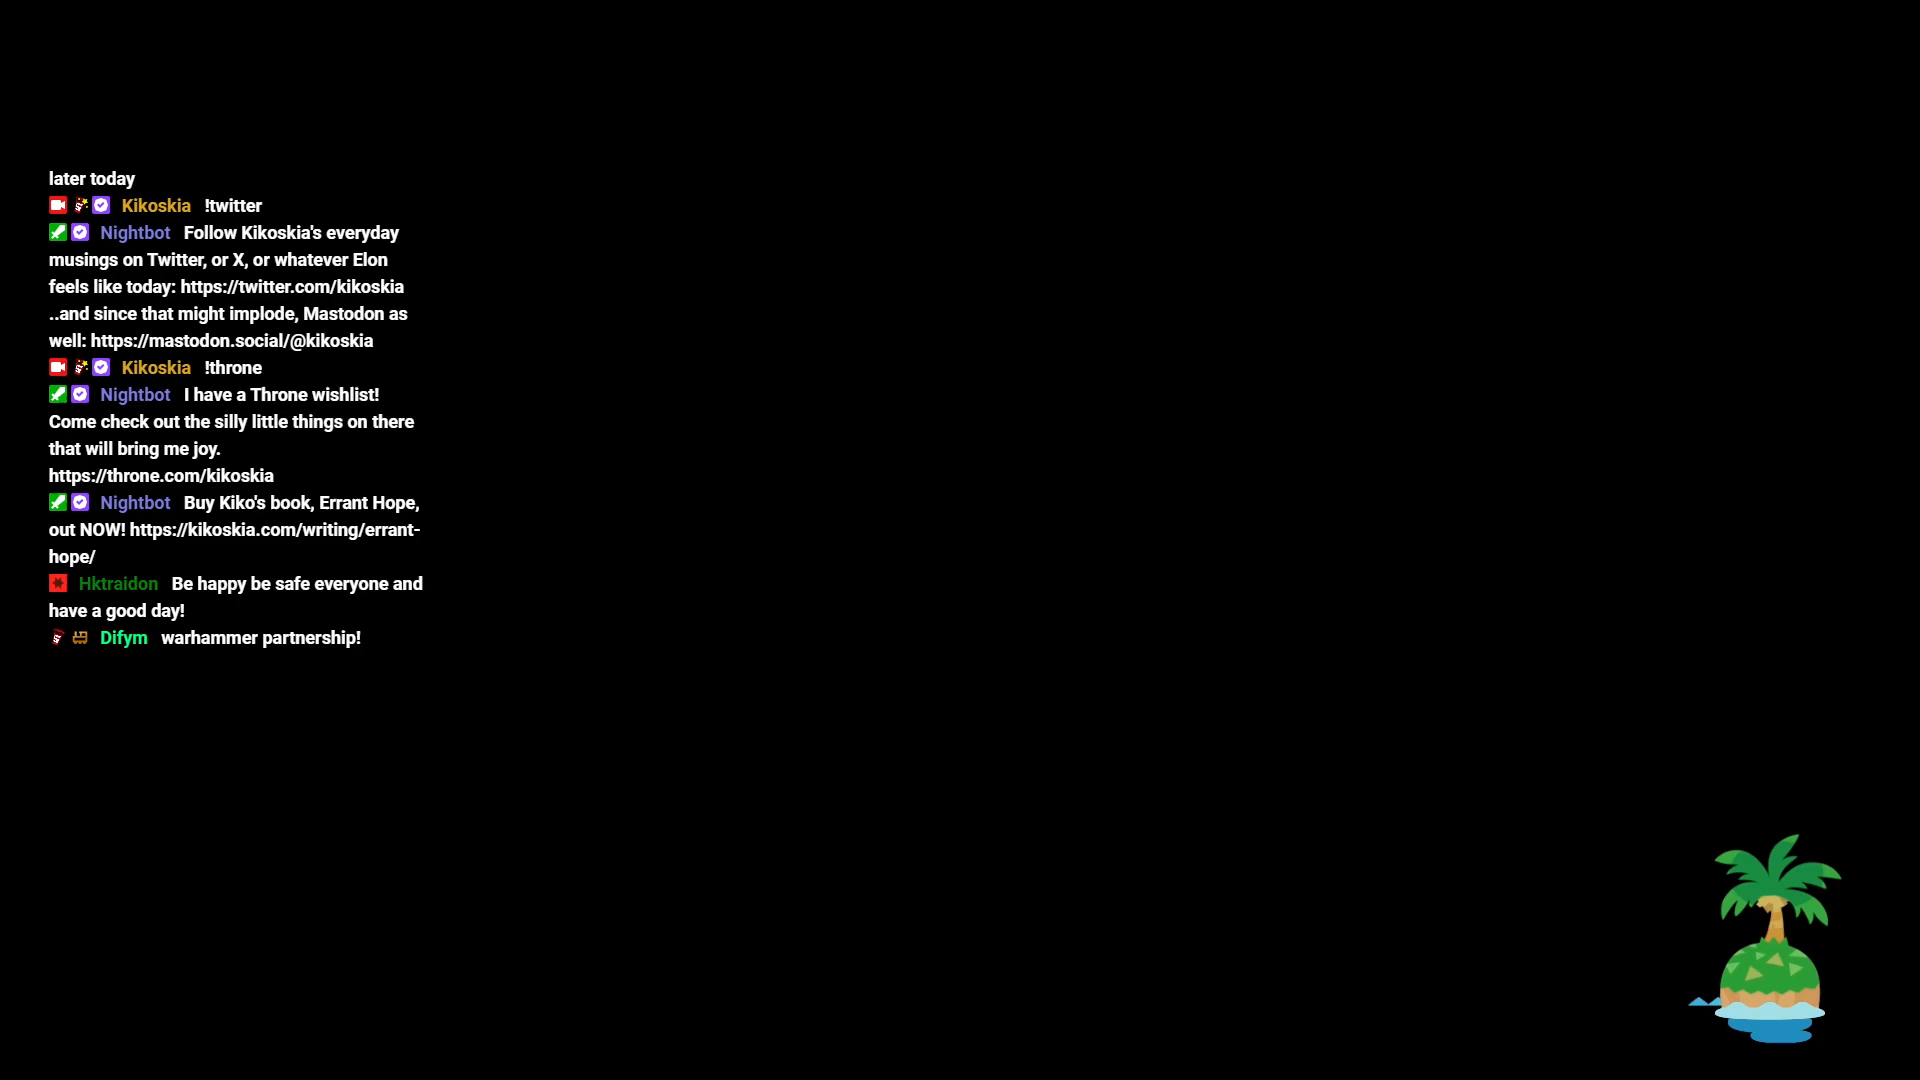 later today
Kikoskia !twitter
Nightbot Follow Kikoskia's everyday
musings on Twitter, or X, or whatever Elon
feels like today: https://twitter.com/kikoskia
..and since that might implode, Mastodon as
well: https://mastodon.social/@kikoskia
Kikoskia !throne
Nightbot I have a Throne wishlist!
Come check out the silly little things on there
that will bring me joy.
https://throne.com/kikoskia
Nightbot Buy Kiko's book, Errant Hope,
out NOW! https://kikoskia.com/writing/errant-
hope/
Hktraidon Be happy be safe everyone and
have a good day!
Difym warhammer partnership!